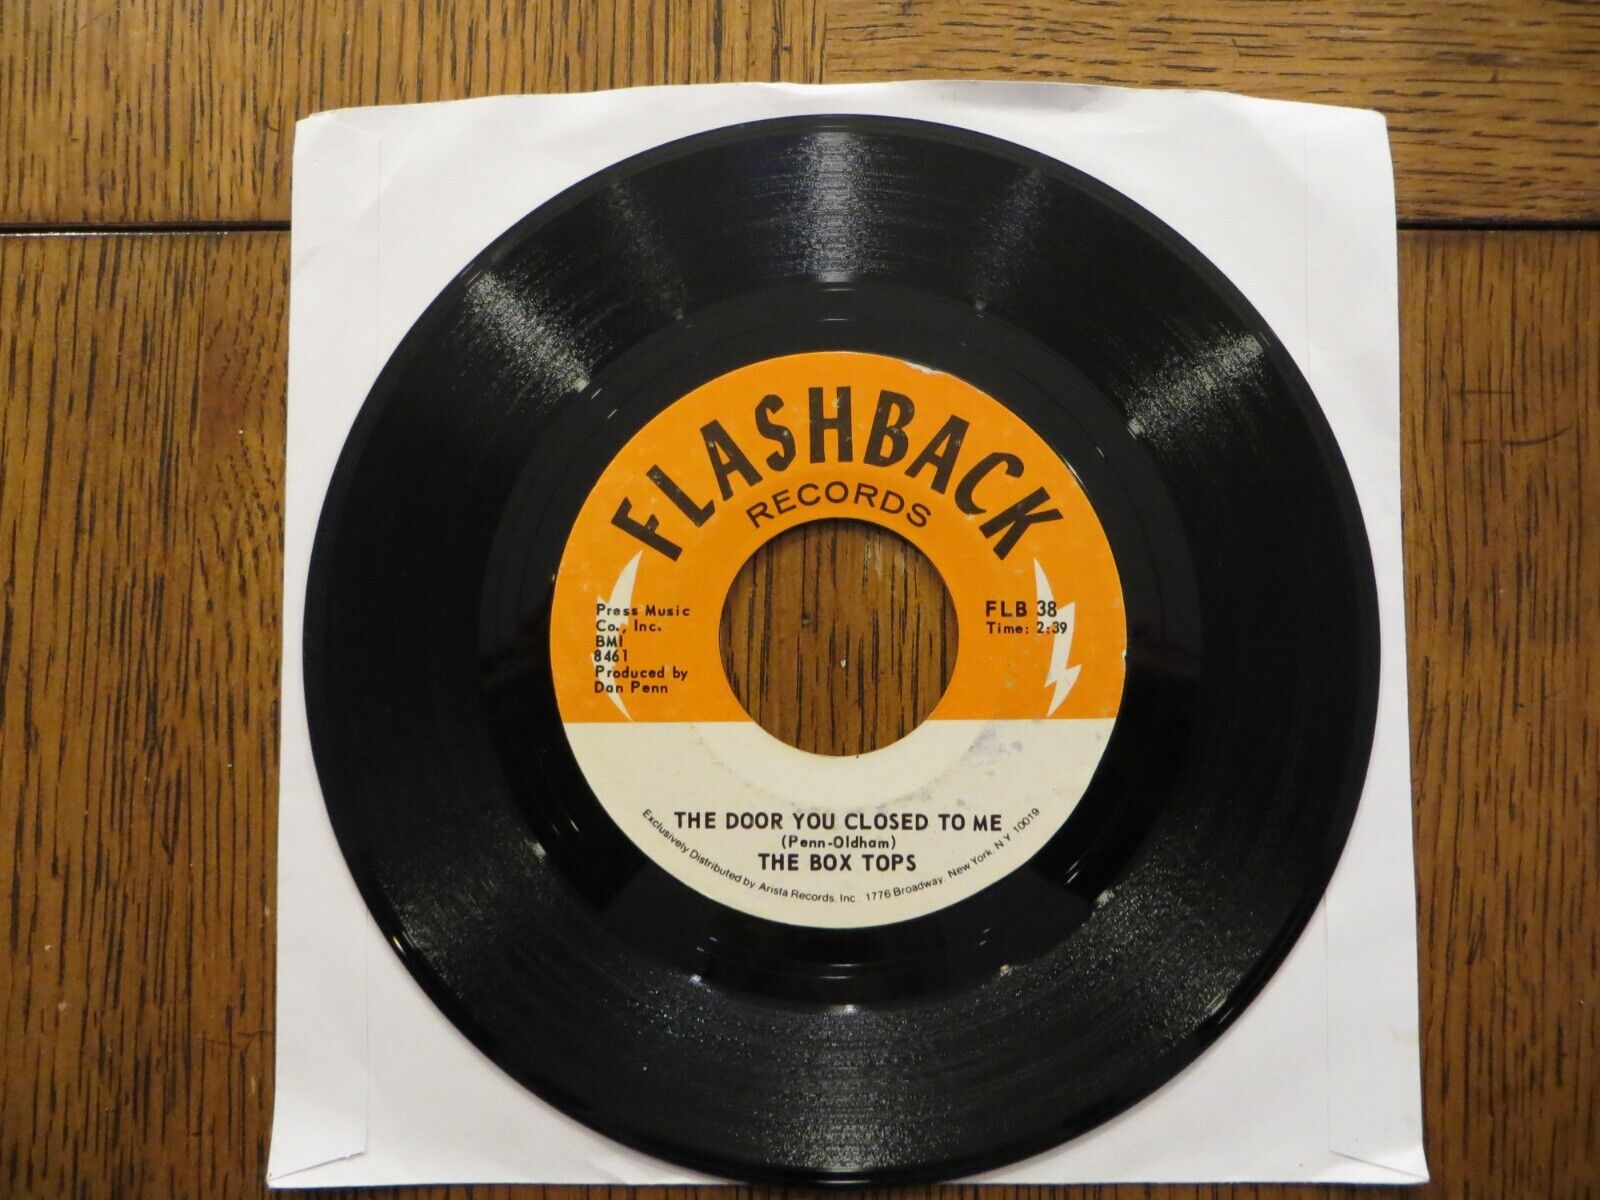 FLASHBACK
RECORDS
Press Music
Co., Inc.
BMI
8461
Produced by
Dan Penn
FLB 38
Time: 2:39
THE DOOR YOU CLOSED TO ME
(Penn-Oldham)
THE BOX TOPS
Exclusively Distributed by Arista Records, Inc., 1776 Broadway, New York, N Y 10019